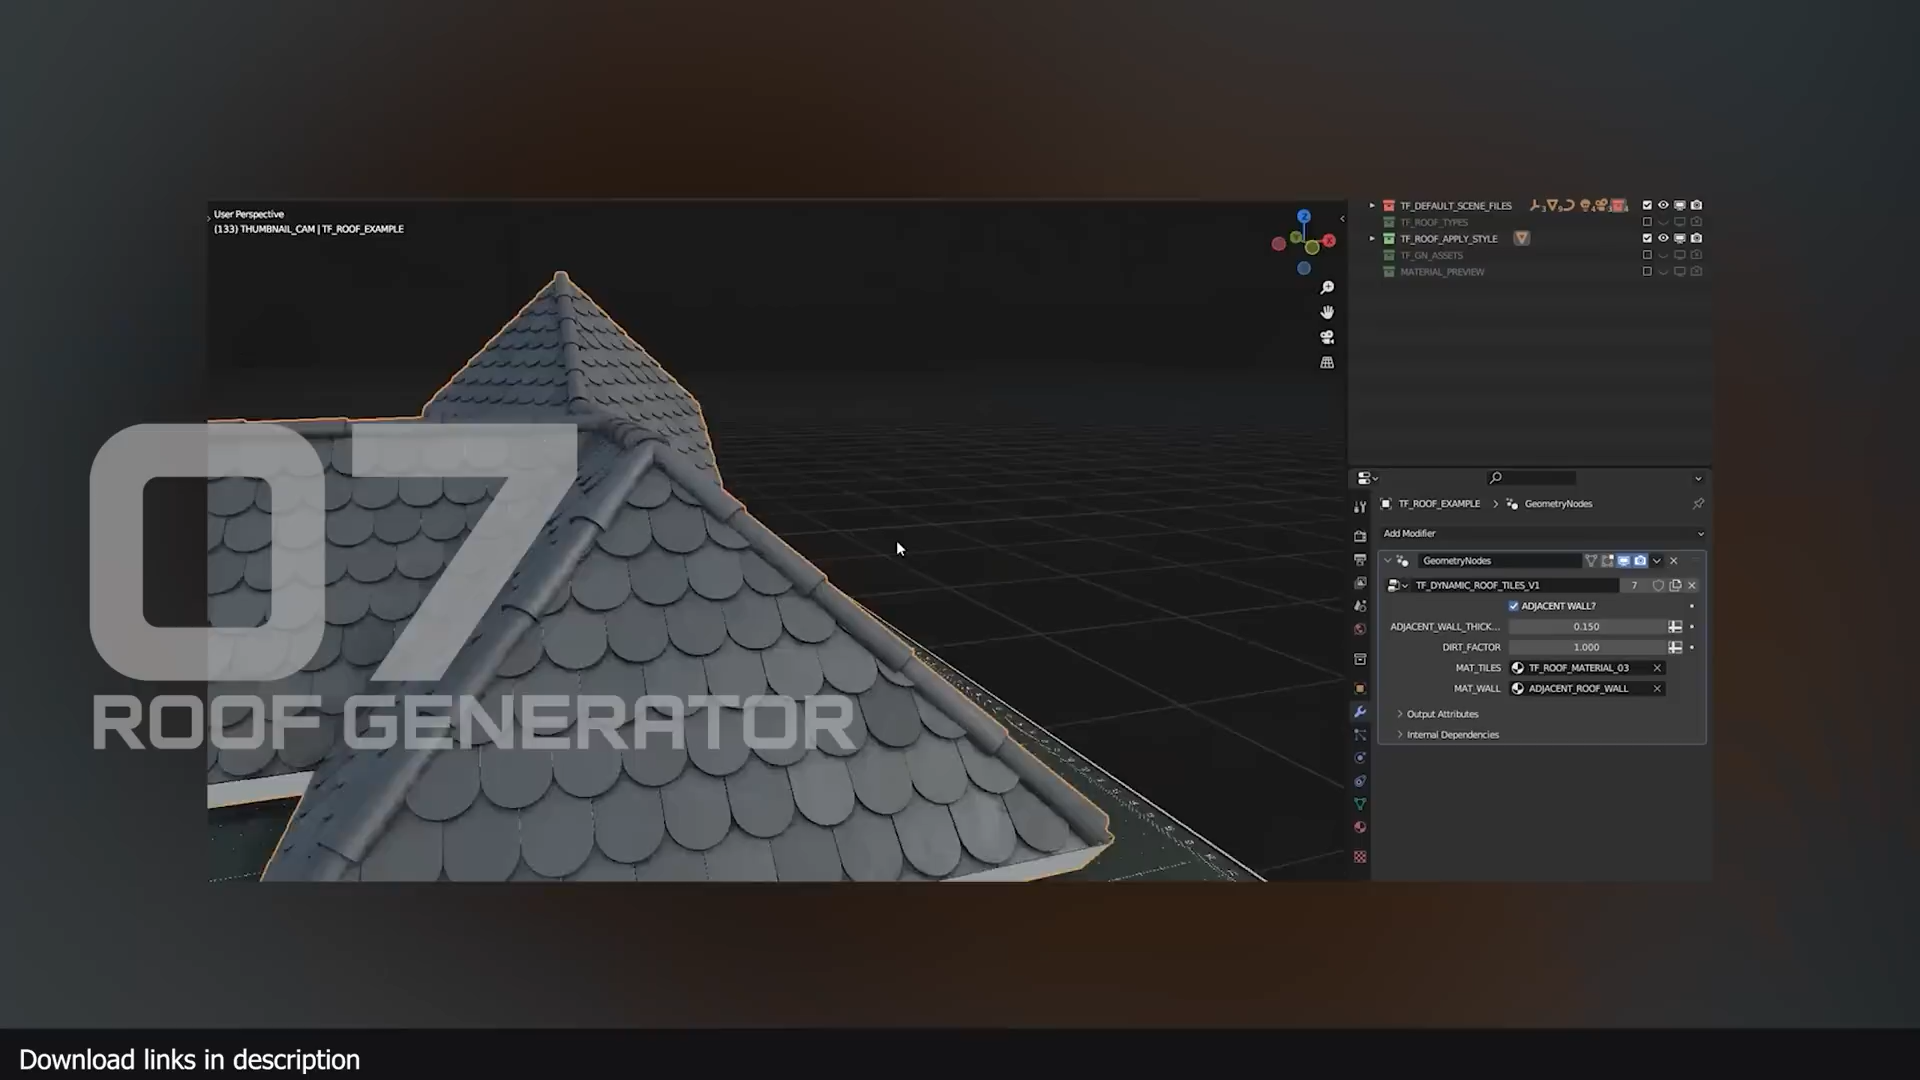 User Perspective
(133) THUMBNAIL_CAM | TF_ROOF_EXAMPLE
Z
X
TF_DEFAULT_SCENE_FILES
TF_ROOF_TYPES
TF_ROOF_APPLY_STYLE
TF_GN_ASSETS
MATERIAL_PREVIEW
TF_ROOF_EXAMPLE > GeometryNodes
Add Modifier
GeometryNodes
TF_DYNAMIC_ROOF_TILES_V1 7
ADJACENT WALL?
ADJACENT_WALL_THICK... 0.150
DIRT_FACTOR 1.000
MAT_TILES TF_ROOF_MATERIAL_03
MAT_WALL ADJACENT_ROOF_WALL
Output Attributes
Internal Dependencies
07
ROOF GENERATOR
Download links in description